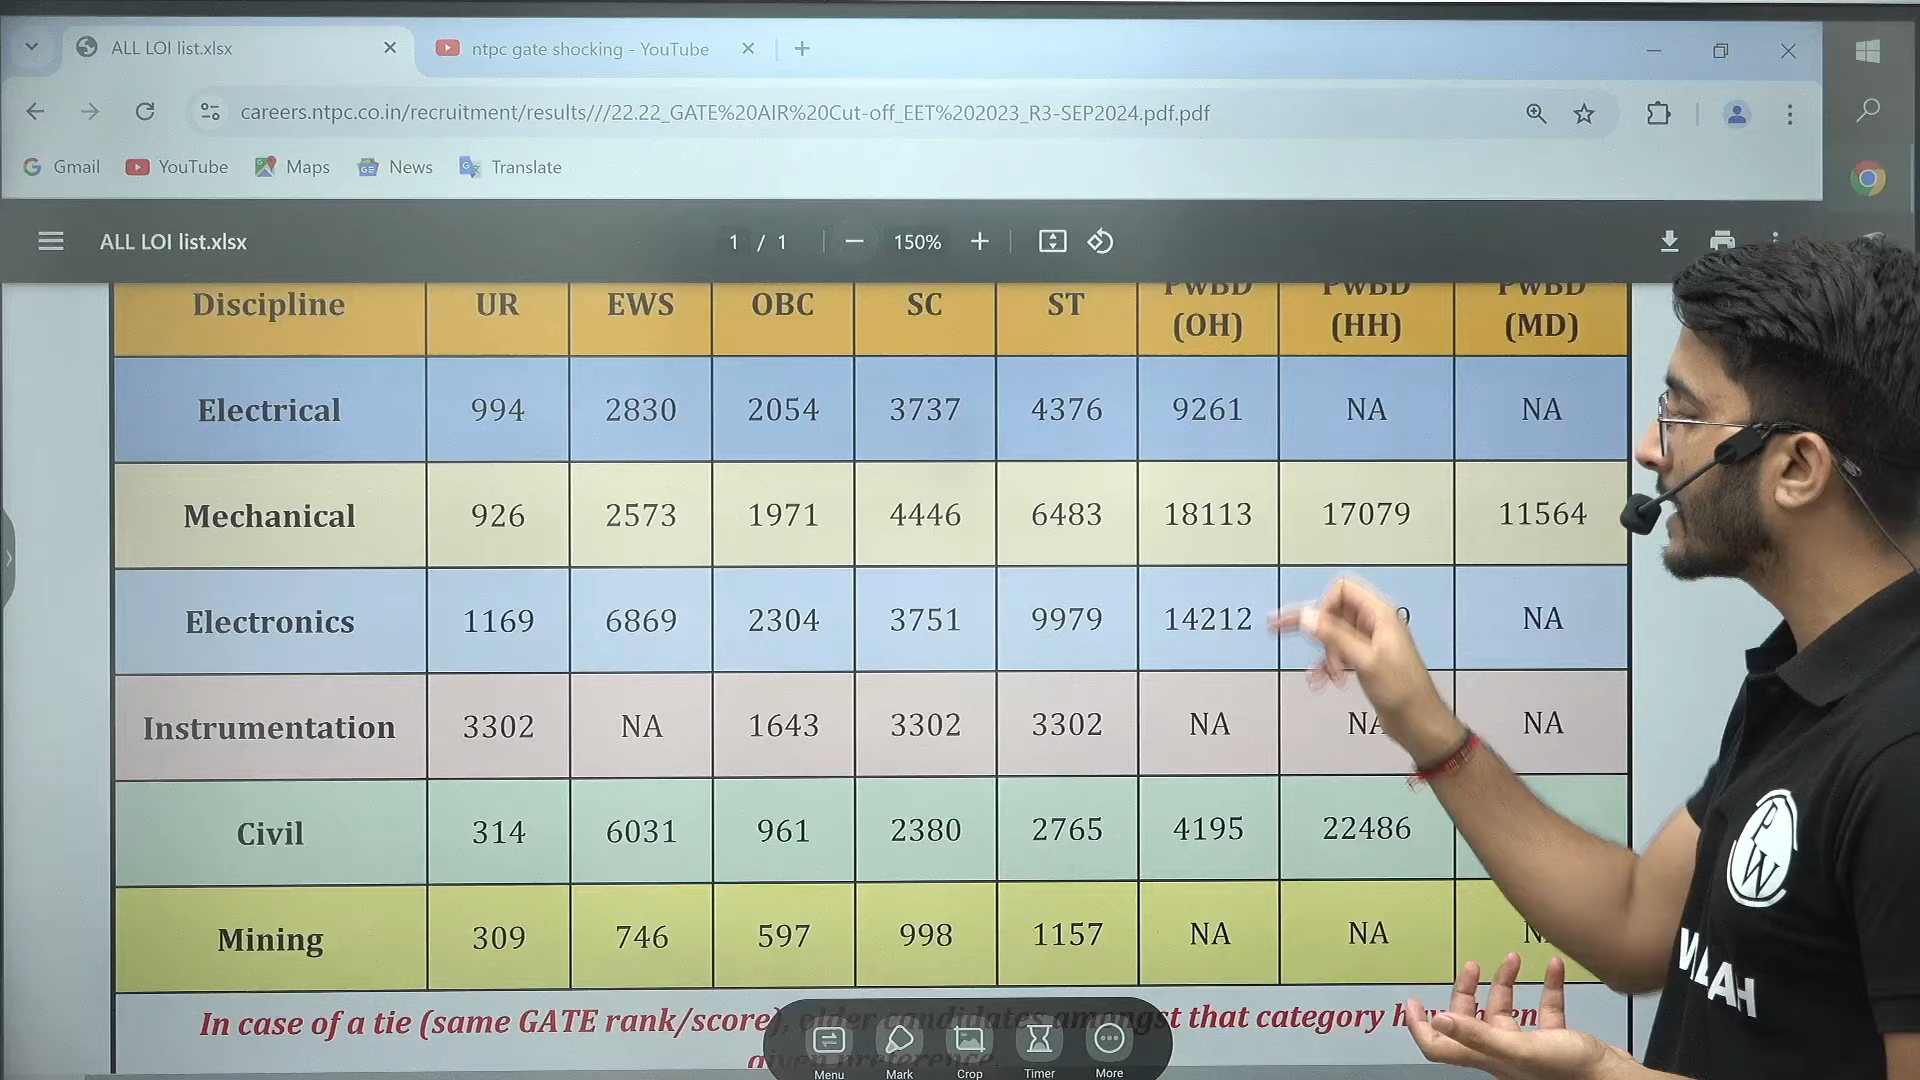 ALL LOI list.xlsx
ntpc gate shocking - YouTube
careers.ntpc.co.in/recruitment/results///22.22_GATE%20AIR%20Cut-off_EET%202023_R3-SEP2024.pdf.pdf
Gmail YouTube Maps News Translate
ALL LOI list.xlsx 1 / 1 150%
Discipline UR EWS OBC SC ST PwBD (OH) PwBD (HH) PwBD (MD)
Electrical 994 2830 2054 3737 4376 9261 NA NA
Mechanical 926 2573 1971 4446 6483 18113 17079 11564
Electronics 1169 6869 2304 3751 9979 14212 NA
Instrumentation 3302 NA 1643 3302 3302 NA NA NA
Civil 314 6031 961 2380 2765 4195 22486
Mining 309 746 597 998 1157 NA NA
In case of a tie (same GATE rank/score), older candidates amongst that category
given preference.
Menu Mark Crop Timer More
PW